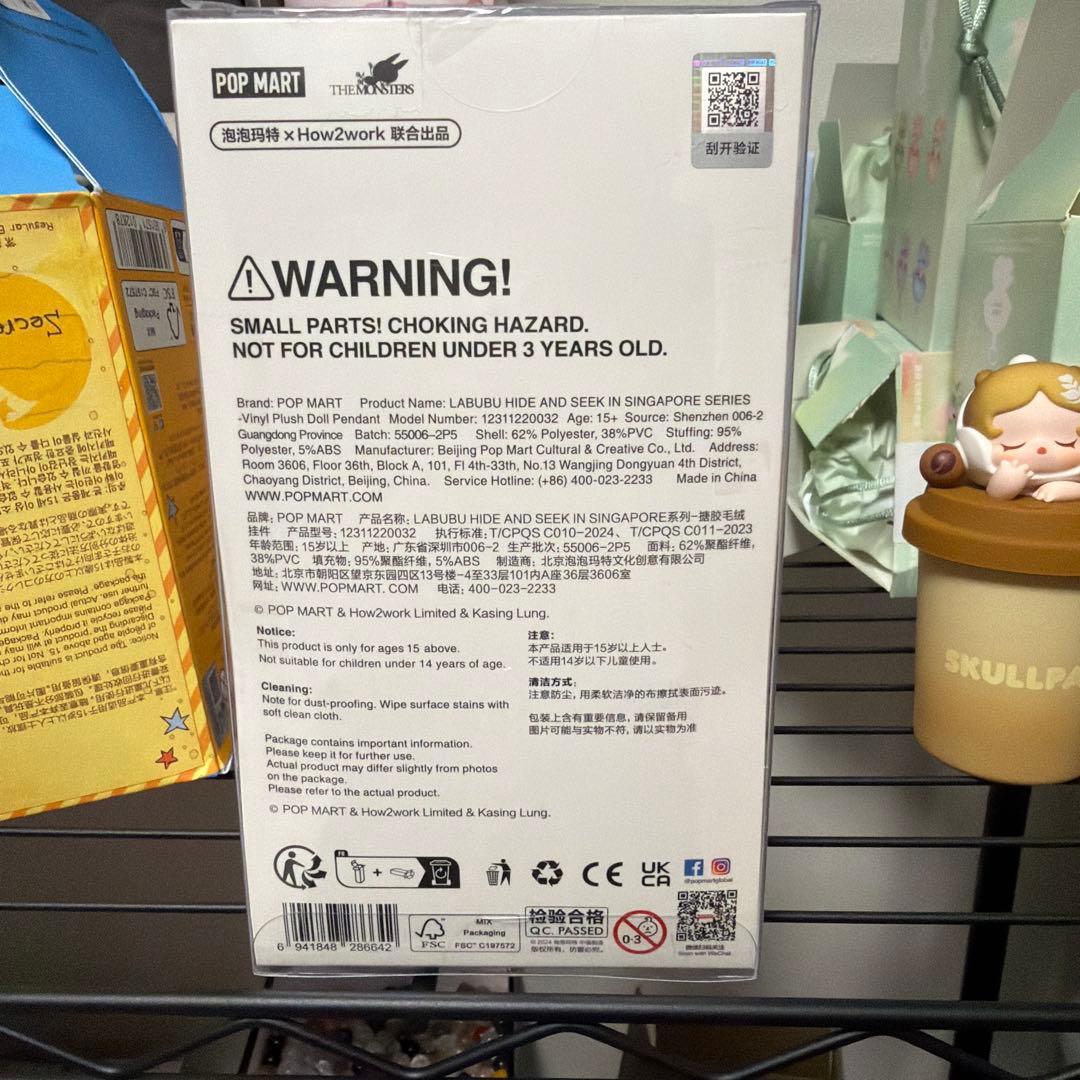 POP MART
THE MONSTERS
泡泡玛特 × How2work 联合出品
刮开验证
WARNING!
SMALL PARTS! CHOKING HAZARD.
NOT FOR CHILDREN UNDER 3 YEARS OLD.
Brand: POP MART Product Name: LABUBU HIDE AND SEEK IN SINGAPORE SERIES
-Vinyl Plush Doll Pendant Model Number: 12311220032 Age: 15+ Source: Shenzhen 006-2
Guangdong Province Batch: 55006-2P5 Shell: 62% Polyester, 38%PVC Stuffing: 95%
Polyester, 5%ABS Manufacturer: Beijing Pop Mart Cultural & Creative Co., Ltd. Address:
Room 3606, Floor 36th, Block A, 101, Fl 4th-33th, No.13 Wangjing Dongyuan 4th District,
Chaoyang District, Beijing, China. Service Hotline: (+86) 400-023-2233 Made in China
WWW.POPMART.COM
品牌: POP MART 产品名称: LABUBU HIDE AND SEEK IN SINGAPORE系列-搪胶毛绒
挂件 产品型号: 12311220032 执行标准: T/CPQS C010-2024、T/CPQS C011-2023
年龄范围: 15岁以上 产地: 广东省深圳市006-2 生产批次: 55006-2P5 面料: 62%聚酯纤维,
38%PVC 填充物: 95%聚酯纤维, 5%ABS 制造商: 北京泡泡玛特文化创意有限公司
地址: 北京市朝阳区望京东园四区13号楼-4至33层101内A座36层3606室
网址: WWW.POPMART.COM 电话: 400-023-2233
© POP MART & How2work Limited & Kasing Lung.
Notice:
This product is only for ages 15 above.
Not suitable for children under 14 years of age.
注意:
本产品适用于15岁以上人士。
不适用14岁以下儿童使用。
Cleaning:
Note for dust-proofing. Wipe surface stains with
soft clean cloth.
清洁方式:
注意防尘, 用柔软洁净的布擦拭表面污迹。
Package contains important information.
Please keep it for further use.
Actual product may differ slightly from photos
on the package.
Please refer to the actual product.
包装上含有重要信息, 请保留备用
图片可能与实物不符, 请以实物为准
© POP MART & How2work Limited & Kasing Lung.
FR
+
CE
UK
CA
@popmartglobal
6 941848 286642
FSC
MIX
Packaging
FSC® C197572
检验合格
Q.C. PASSED
版权所有, 仿冒必究。
0-3
Scan with WeChat
SKULLPA